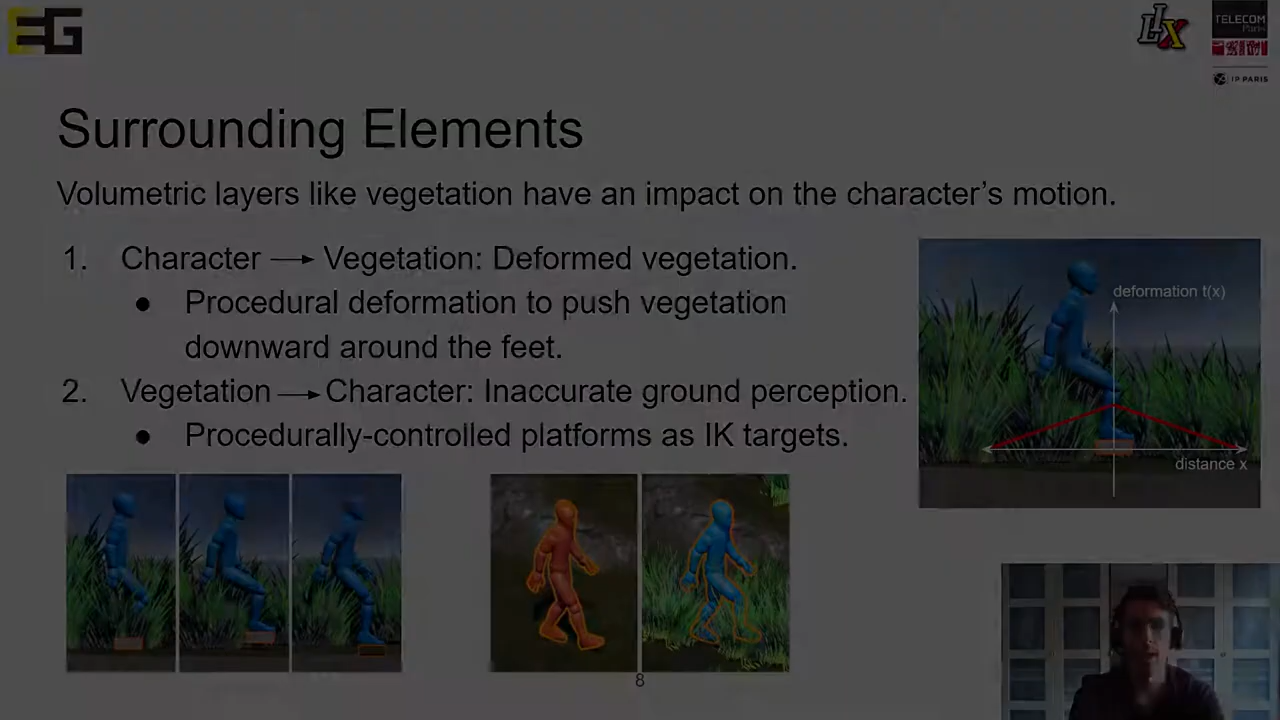 EG
LIX
TELECOM
Paris
IP PARIS
Surrounding Elements
Volumetric layers like vegetation have an impact on the character’s motion.
1. Character → Vegetation: Deformed vegetation.
● Procedural deformation to push vegetation
downward around the feet.
2. Vegetation → Character: Inaccurate ground perception.
● Procedurally-controlled platforms as IK targets.
deformation t(x)
distance x
8